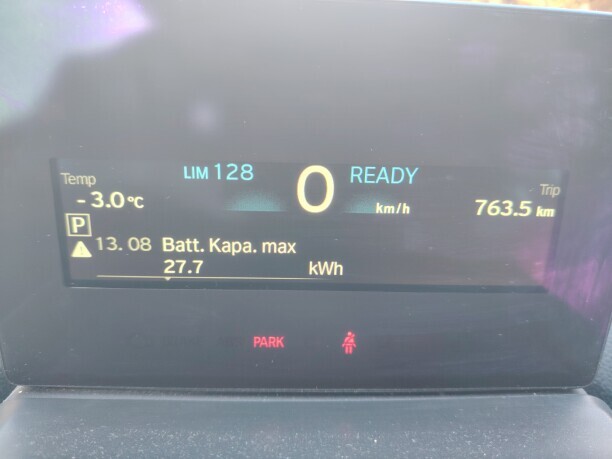 Temp
- 3.0 °C
LIM 128
0
km/h
READY
Trip
763.5 km
P
13. 08 Batt. Kapa. max
27.7 kWh
PARK